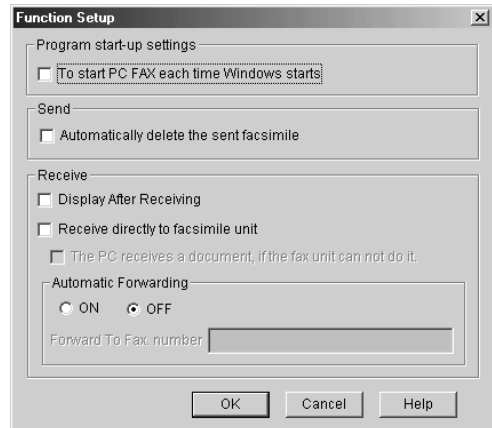 Function Setup
Program start-up settings
To start PC FAX each time Windows starts
Send
Automatically delete the sent facsimile
Receive
Display After Receiving
Receive directly to facsimile unit
The PC receives a document, if the fax unit can not do it.
Automatic Forwarding
ON OFF
Forward To Fax. number
OK Cancel Help